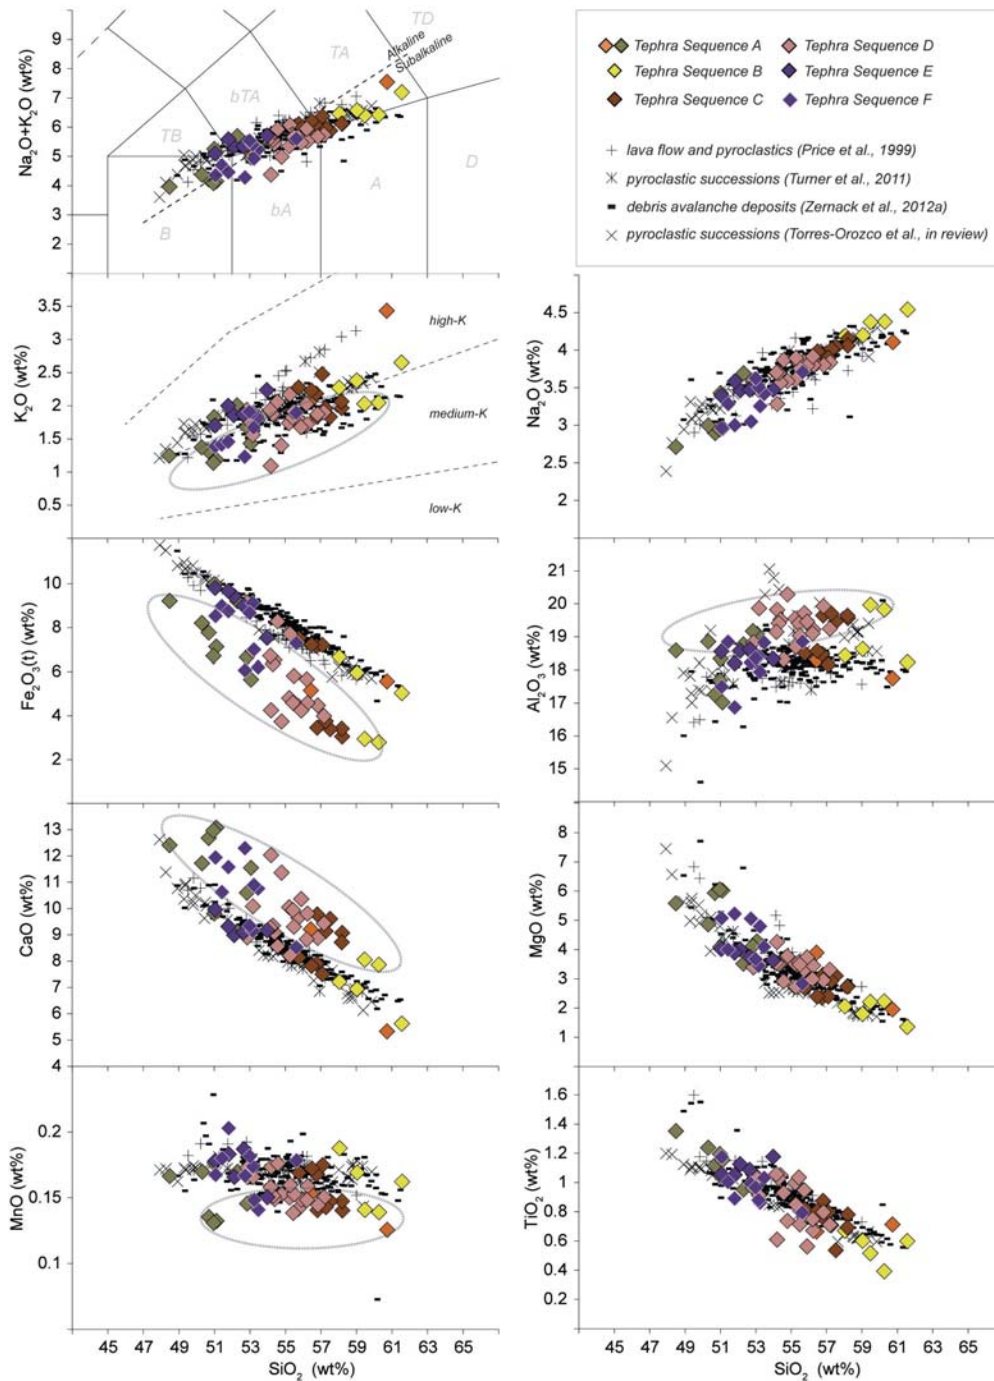 Tephra Sequence A
Tephra Sequence B
Tephra Sequence C
Tephra Sequence D
Tephra Sequence E
Tephra Sequence F
lava flow and pyroclastics (Price et al., 1999)
pyroclastic successions (Turner et al., 2011)
debris avalanche deposits (Zernack et al., 2012a)
pyroclastic successions (Torres-Orozco et al., in review)
Na₂O+K₂O (wt%)
10
9
8
7
6
5
4
3
2
1
TD
TA
Alkaline
Subalkaline
bTA
TB
D
A
bA
B
K₂O (wt%)
3.5
3
2.5
2
1.5
1
0.5
high-K
medium-K
low-K
Na₂O (wt%)
4.5
4
3.5
3
2.5
2
Fe₂O₃(t) (wt%)
10
8
6
4
2
Al₂O₃ (wt%)
21
20
19
18
17
16
15
14
CaO (wt%)
13
12
11
10
9
8
7
6
5
4
MgO (wt%)
8
7
6
5
4
3
2
1
MnO (wt%)
0.2
0.15
0.1
45 47 49 51 53 55 57 59 61 63 65
SiO₂ (wt%)
TiO₂ (wt%)
1.6
1.4
1.2
1.0
0.8
0.6
0.4
0.2
45 47 49 51 53 55 57 59 61 63 65
SiO₂ (wt%)